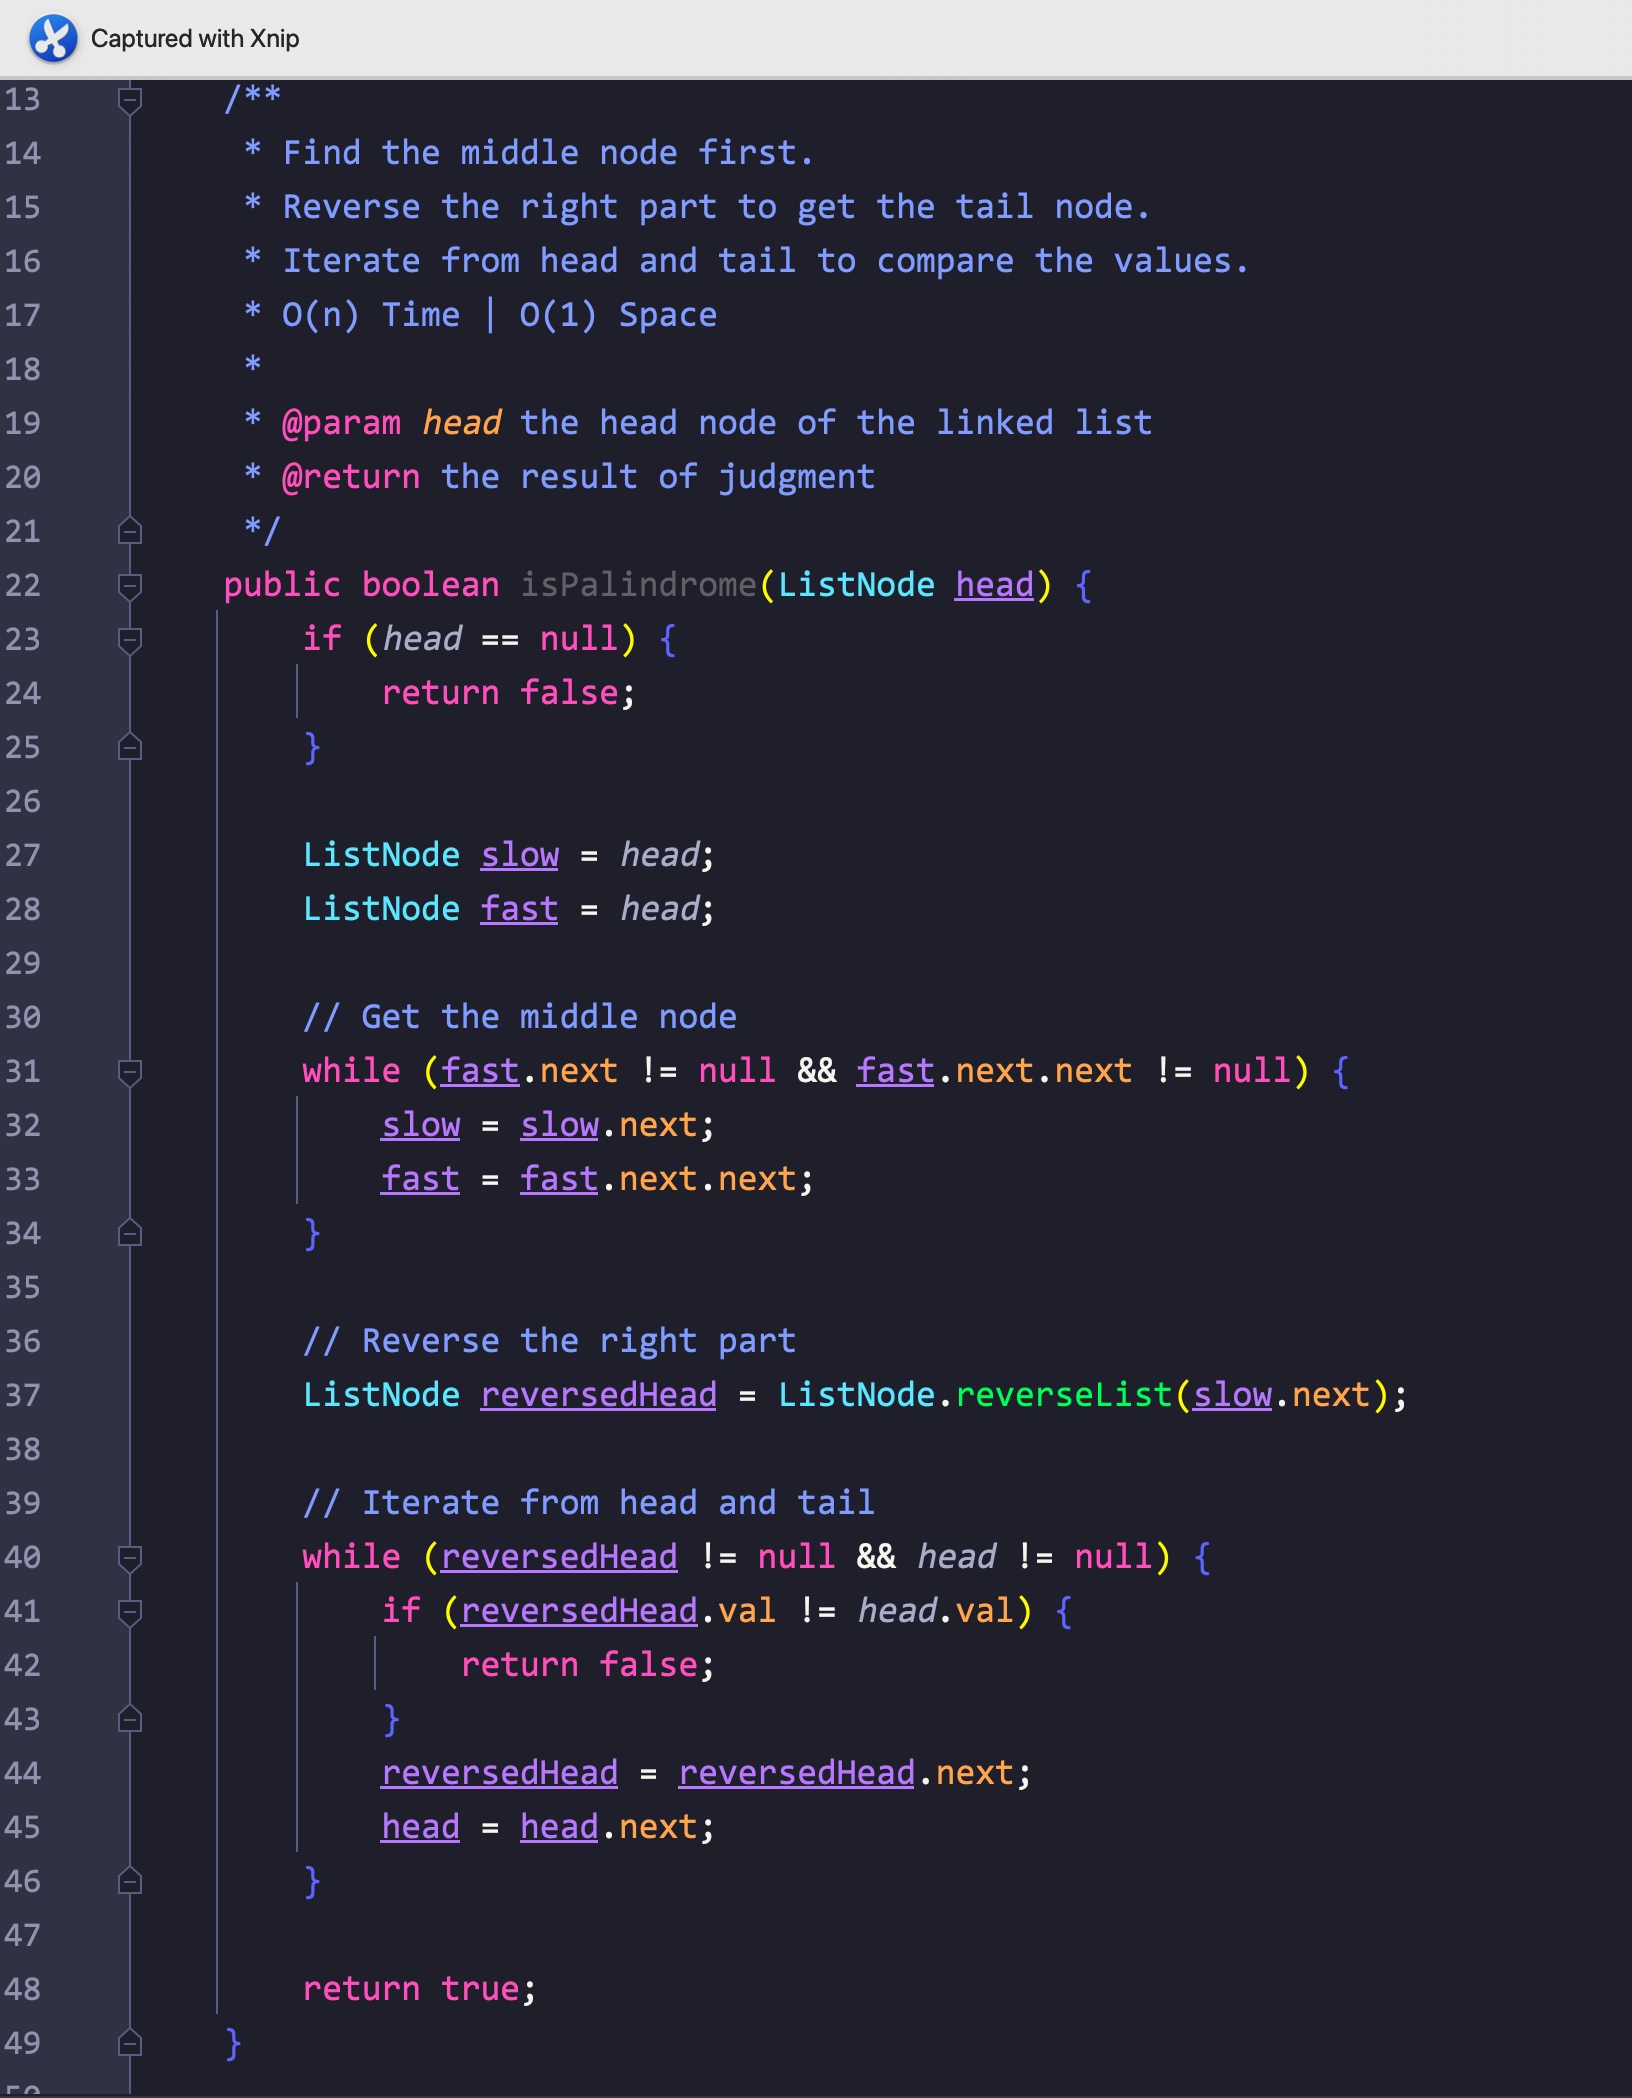 Captured with Xnip
13 /**
14 * Find the middle node first.
15 * Reverse the right part to get the tail node.
16 * Iterate from head and tail to compare the values.
17 * O(n) Time | O(1) Space
18 *
19 * @param head the head node of the linked list
20 * @return the result of judgment
21 */
22 public boolean isPalindrome(ListNode head) {
23 if (head == null) {
24 return false;
25 }
26
27 ListNode slow = head;
28 ListNode fast = head;
29
30 // Get the middle node
31 while (fast.next != null && fast.next.next != null) {
32 slow = slow.next;
33 fast = fast.next.next;
34 }
35
36 // Reverse the right part
37 ListNode reversedHead = ListNode.reverseList(slow.next);
38
39 // Iterate from head and tail
40 while (reversedHead != null && head != null) {
41 if (reversedHead.val != head.val) {
42 return false;
43 }
44 reversedHead = reversedHead.next;
45 head = head.next;
46 }
47
48 return true;
49 }